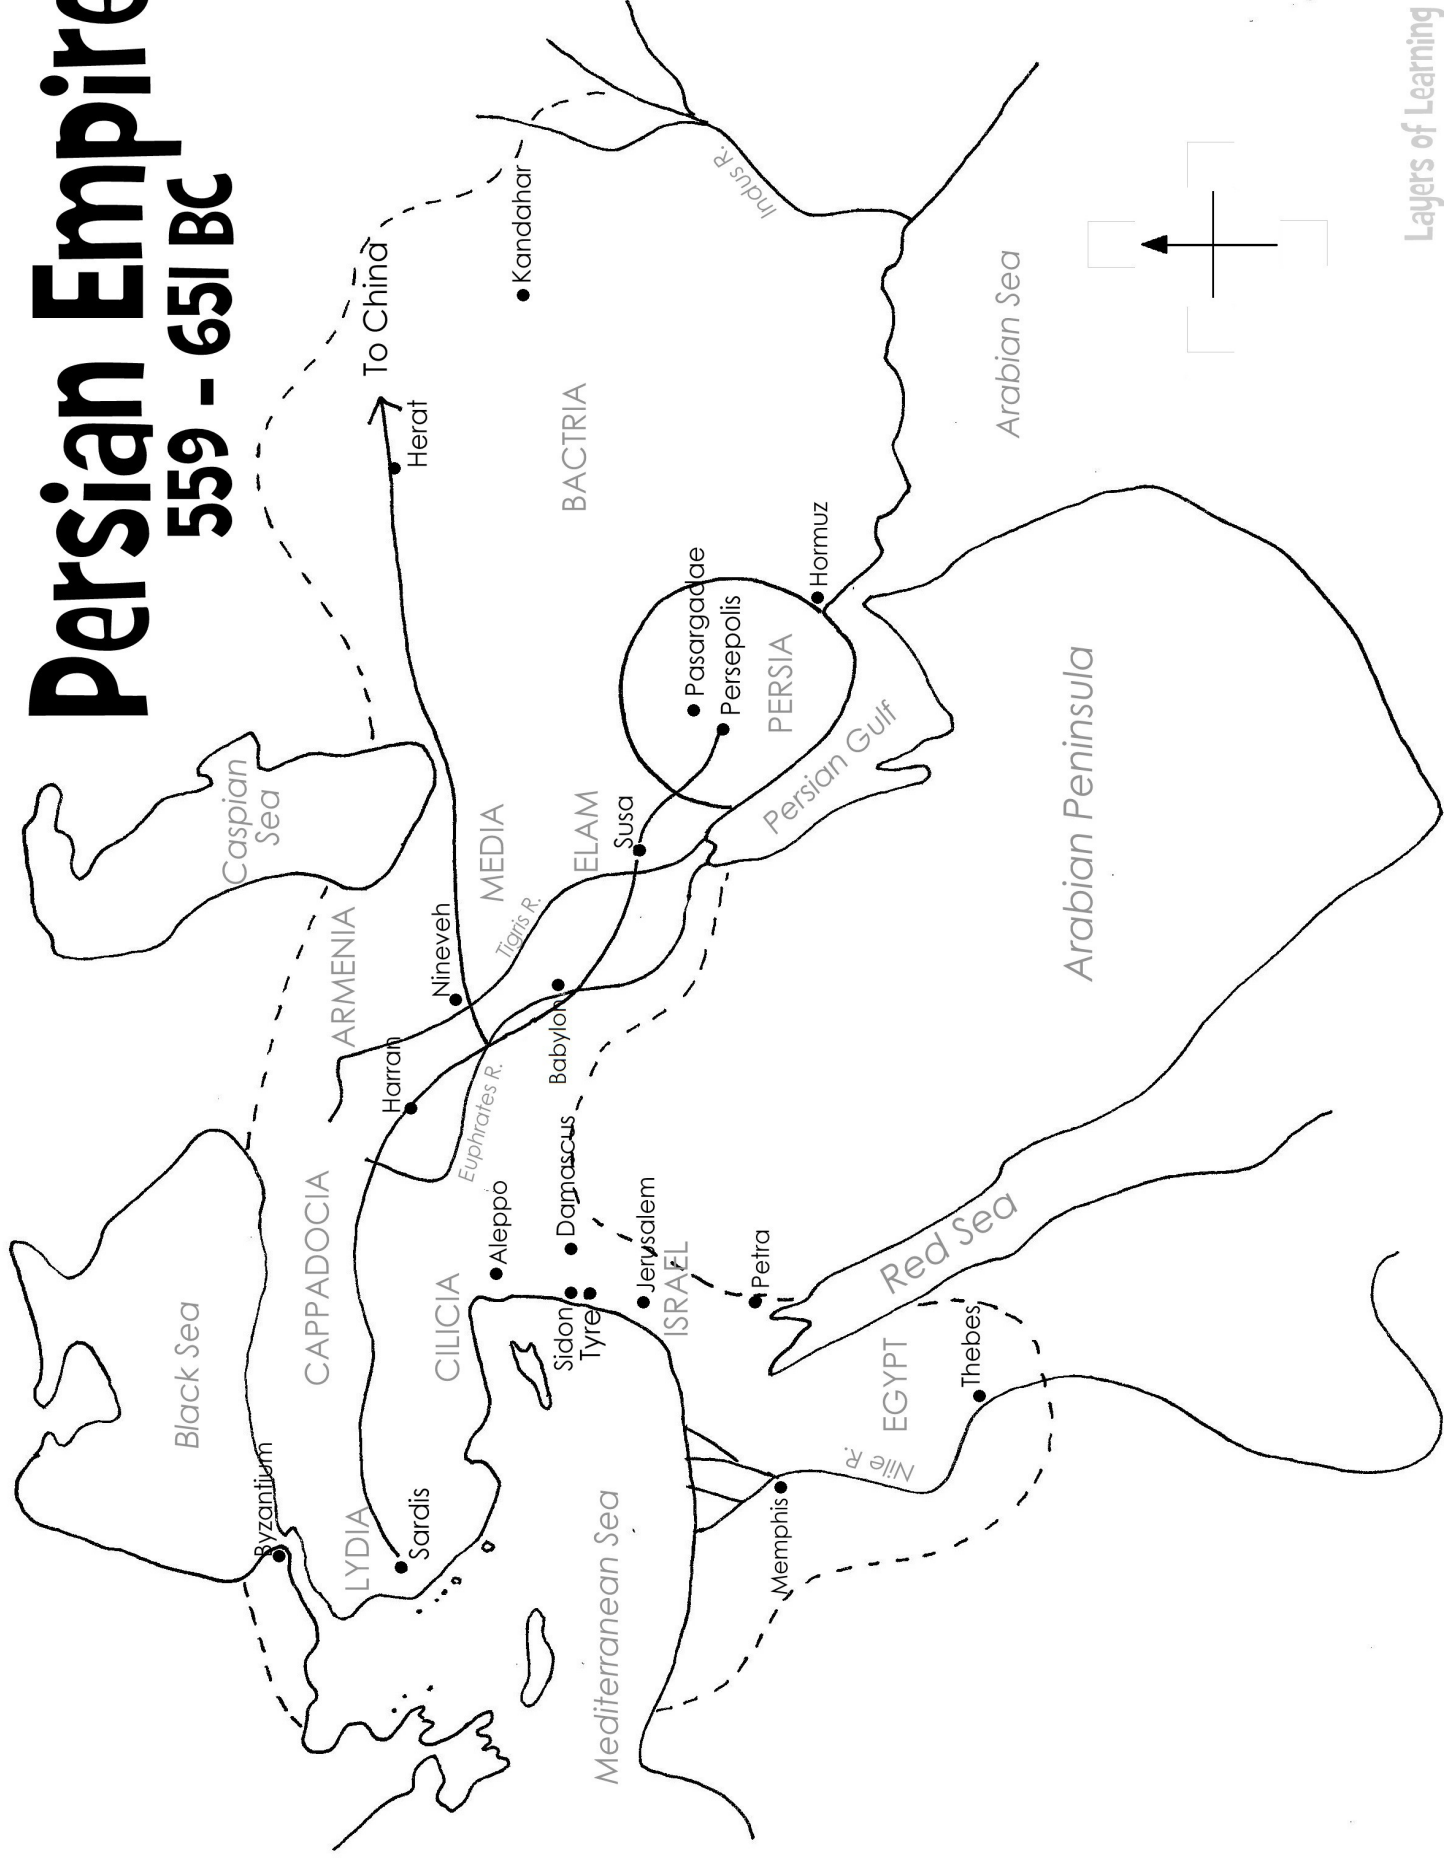 Persian Empire
559 - 651 BC
Caspian
Sea
Black Sea
Byzantium
ARMENIA
CAPPADOCIA
LYDIA
To China
Herat
Harran
Sardis
Nineveh
MEDIA
CILICIA
Euphrates R.
Tigris R.
Aleppo
Kandahar
BACTRIA
ELAM
Babylon
Damascus
Sidon
Tyre
Susa
Mediterranean Sea
Jerusalem
ISRAEL
Pasargadae
Persepolis
Indus R.
Petra
PERSIA
Memphis
Hormuz
Persian Gulf
Nile R.
EGYPT
Red Sea
Thebes
Arabian Sea
Arabian Peninsula
Layers of Learning